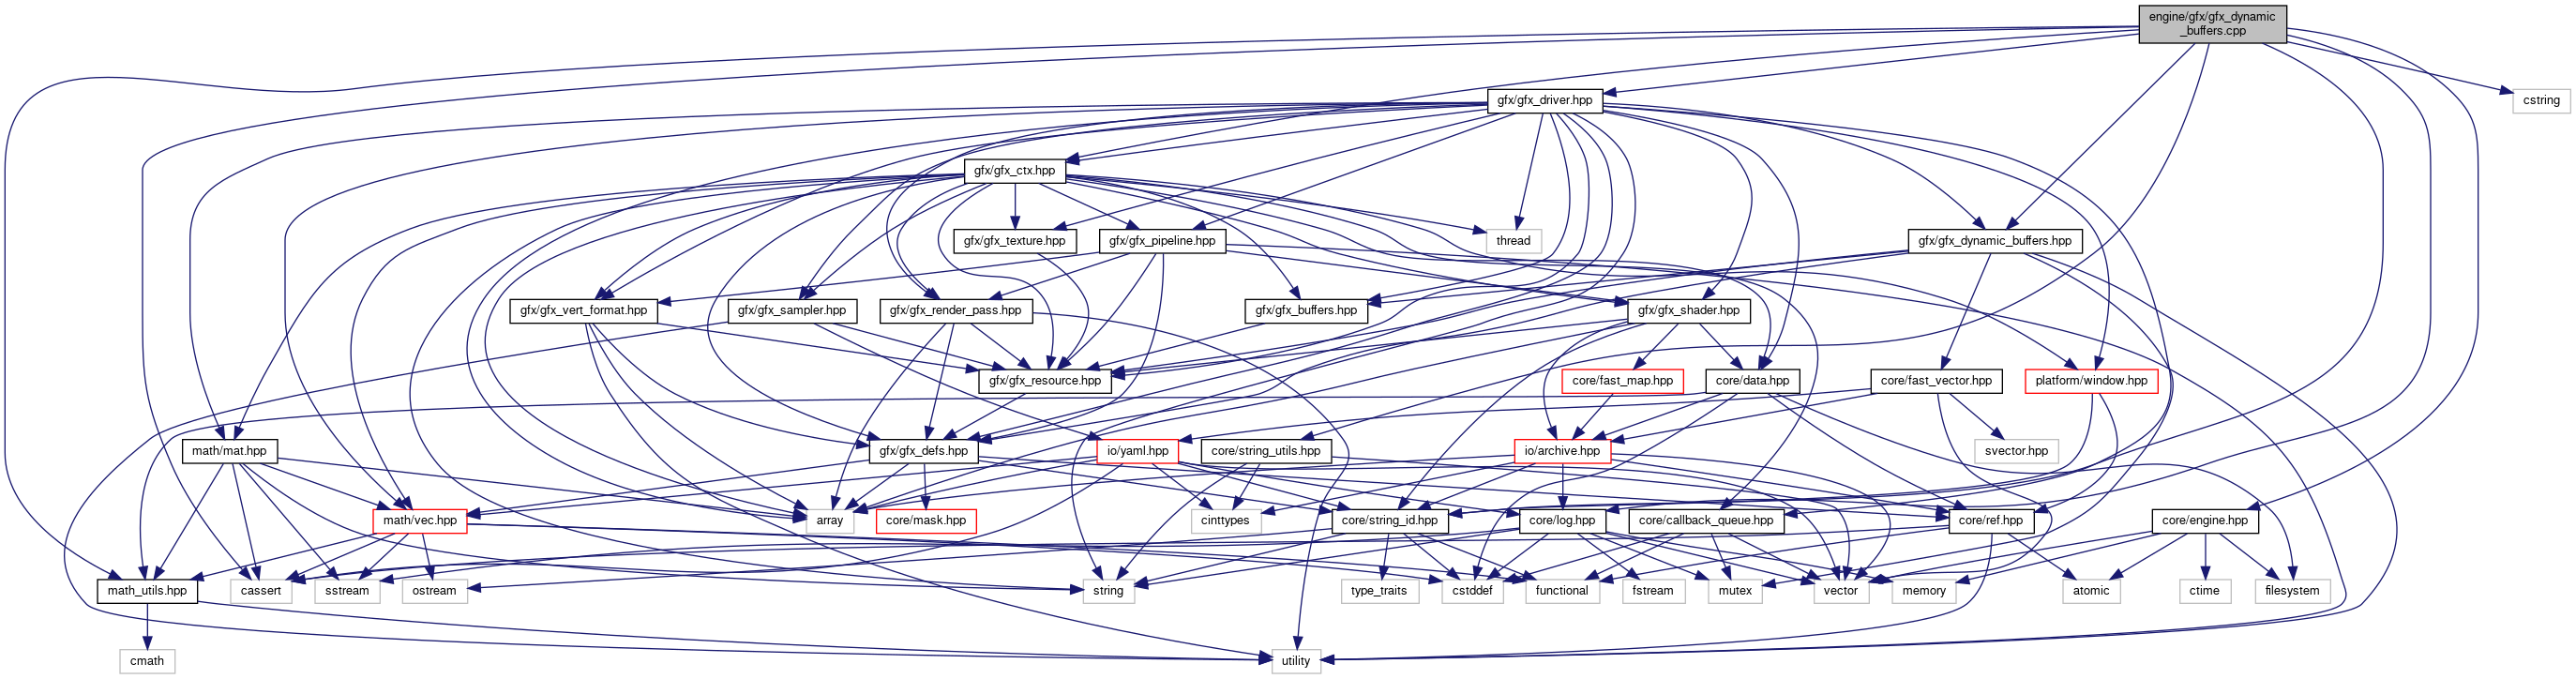 engine/gfx/gfx_dynamic
_buffers.cpp
cstring
gfx/gfx_driver.hpp
gfx/gfx_ctx.hpp
gfx/gfx_texture.hpp
gfx/gfx_pipeline.hpp
thread
gfx/gfx_dynamic_buffers.hpp
gfx/gfx_vert_format.hpp
gfx/gfx_sampler.hpp
gfx/gfx_render_pass.hpp
gfx/gfx_buffers.hpp
gfx/gfx_shader.hpp
gfx/gfx_resource.hpp
core/fast_map.hpp
core/data.hpp
core/fast_vector.hpp
platform/window.hpp
math/mat.hpp
gfx/gfx_defs.hpp
io/yaml.hpp
core/string_utils.hpp
io/archive.hpp
svector.hpp
math/vec.hpp
array
core/mask.hpp
cinttypes
core/string_id.hpp
core/log.hpp
core/callback_queue.hpp
core/ref.hpp
core/engine.hpp
math_utils.hpp
cassert
sstream
ostream
string
type_traits
cstddef
functional
fstream
mutex
vector
memory
atomic
ctime
filesystem
cmath
utility